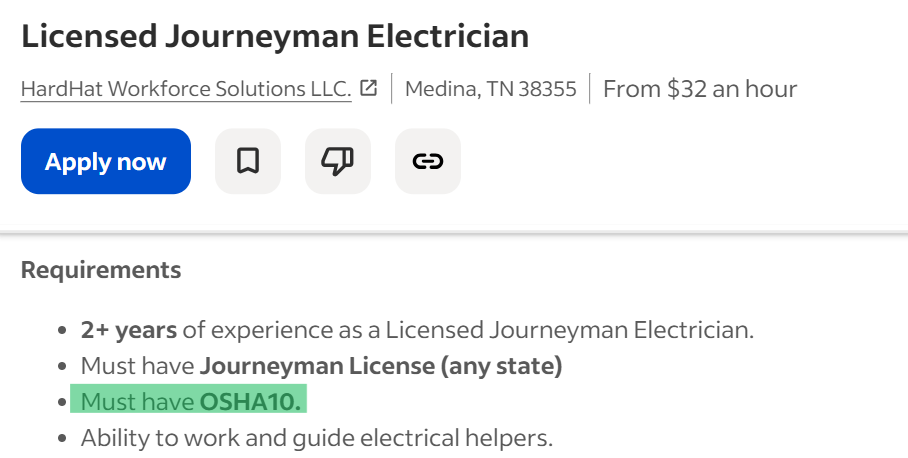 Licensed Journeyman Electrician
HardHat Workforce Solutions LLC. Medina, TN 38355 From $32 an hour
Apply now
Requirements
2+ years of experience as a Licensed Journeyman Electrician.
Must have Journeyman License (any state)
Must have OSHA10.
Ability to work and guide electrical helpers.